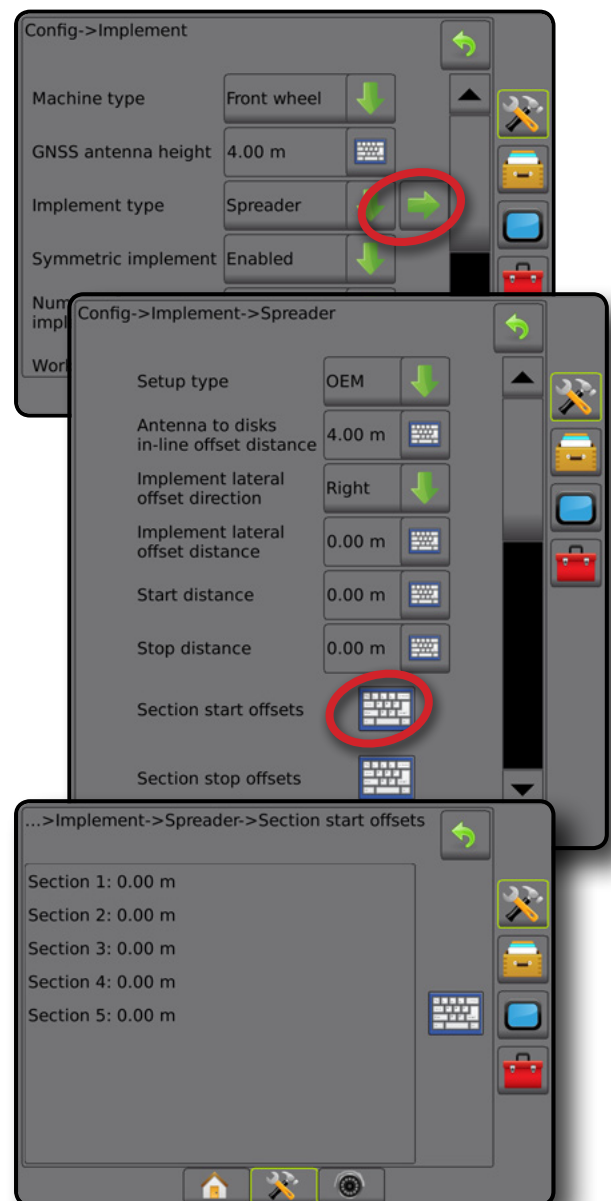 Config->Implement
Machine type Front wheel
GNSS antenna height 4.00 m
Implement type Spreader
Symmetric implement Enabled
Config->Implement->Spreader
Setup type OEM
Antenna to disks
in-line offset distance 4.00 m
Implement lateral
offset direction Right
Implement lateral
offset distance 0.00 m
Start distance 0.00 m
Stop distance 0.00 m
Section start offsets
Section stop offsets
...>Implement->Spreader->Section start offsets
Section 1: 0.00 m
Section 2: 0.00 m
Section 3: 0.00 m
Section 4: 0.00 m
Section 5: 0.00 m